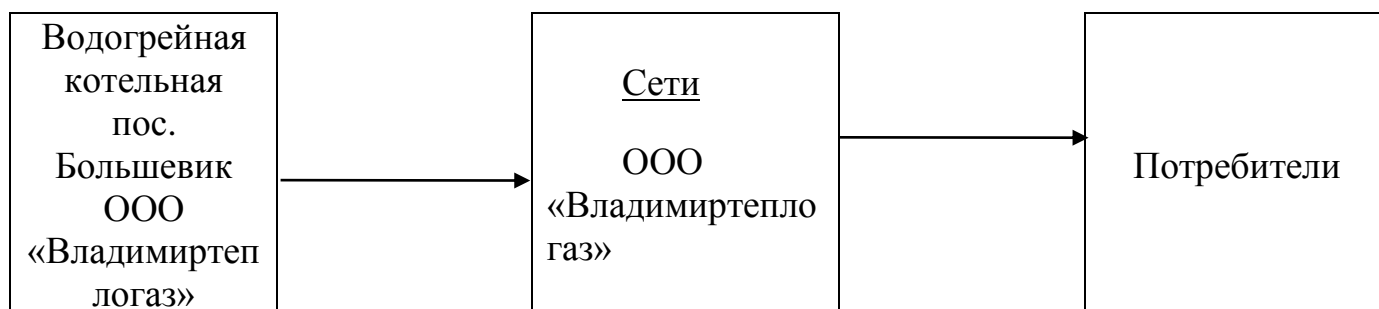 Водогрейная
котельная
пос.
Большевик
ООО
«Владимиртеп
логаз»
Сети
ООО
«Владимиртепло
газ»
Потребители